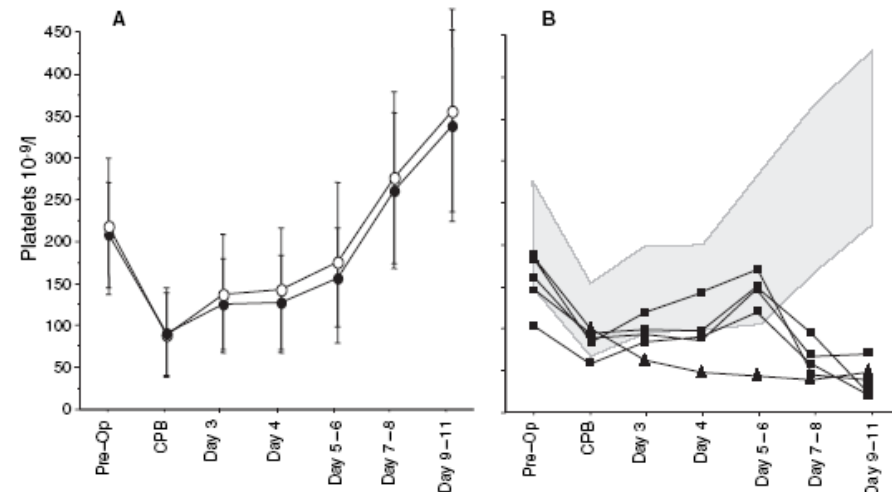 A
B
450
400
350
300
250
200
150
100
50
0
Platelets 10⁻⁹/l
Pre–Op
CPB
Day 3
Day 4
Day 5–6
Day 7–8
Day 9–11
Pre–Op
CPB
Day 3
Day 4
Day 5–6
Day 7–8
Day 9–11